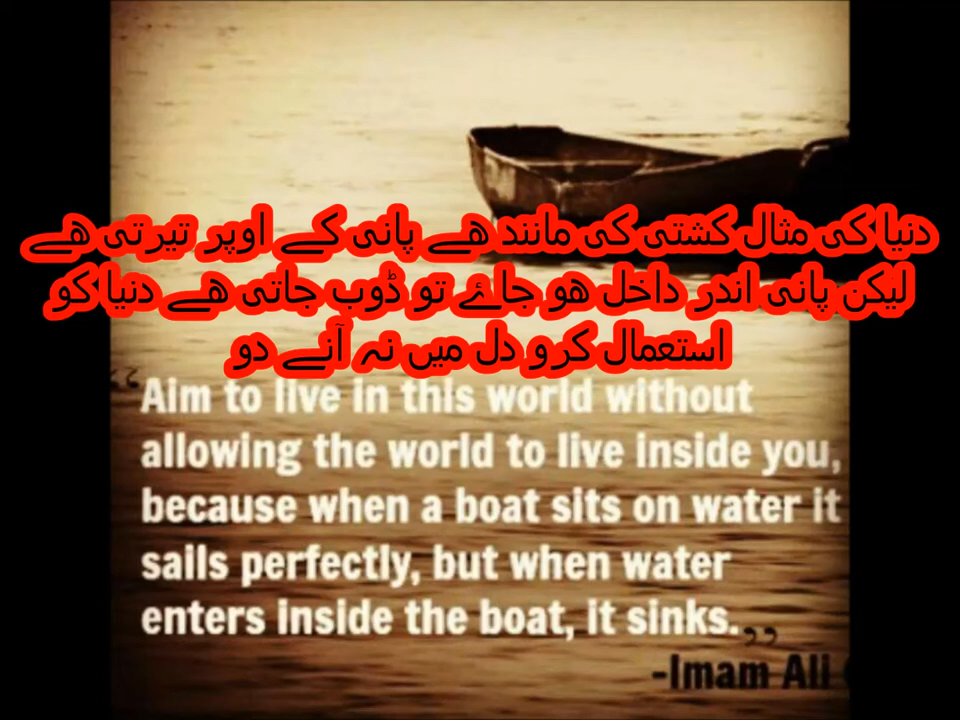 دنیا کی مثال کشتی کی مانند ھے پانی کے اوپر تیرتی ھے
لیکن پانی اندر داخل ھو جاۓ تو ڈوب جاتی ھے دنیا کو
استعمال کرو دل میں نہ آنے دو
“Aim to live in this world without
allowing the world to live inside you,
because when a boat sits on water it
sails perfectly, but when water
enters inside the boat, it sinks.”
-Imam Ali